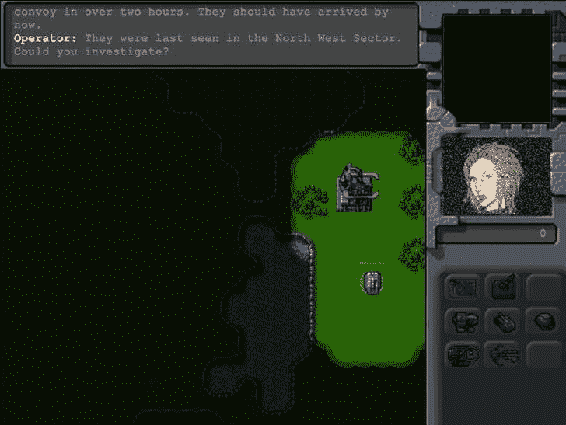 convoy in over two hours. They should have arrived by
now.
Operator: They were last seen in the North West Sector.
Could you investigate?
0